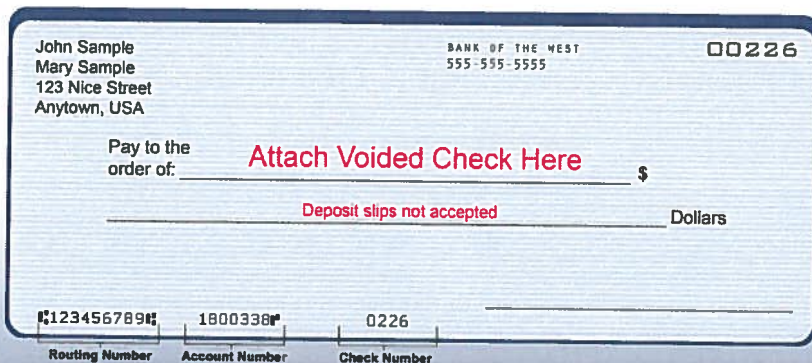 John Sample
Mary Sample
123 Nice Street
Anytown, USA
BANK OF THE WEST
555-555-5555
00226
Pay to the
order of:
Attach Voided Check Here
$
Deposit slips not accepted
Dollars
⑆123456789⑆ 1800338⑈ 0226
Routing Number Account Number Check Number